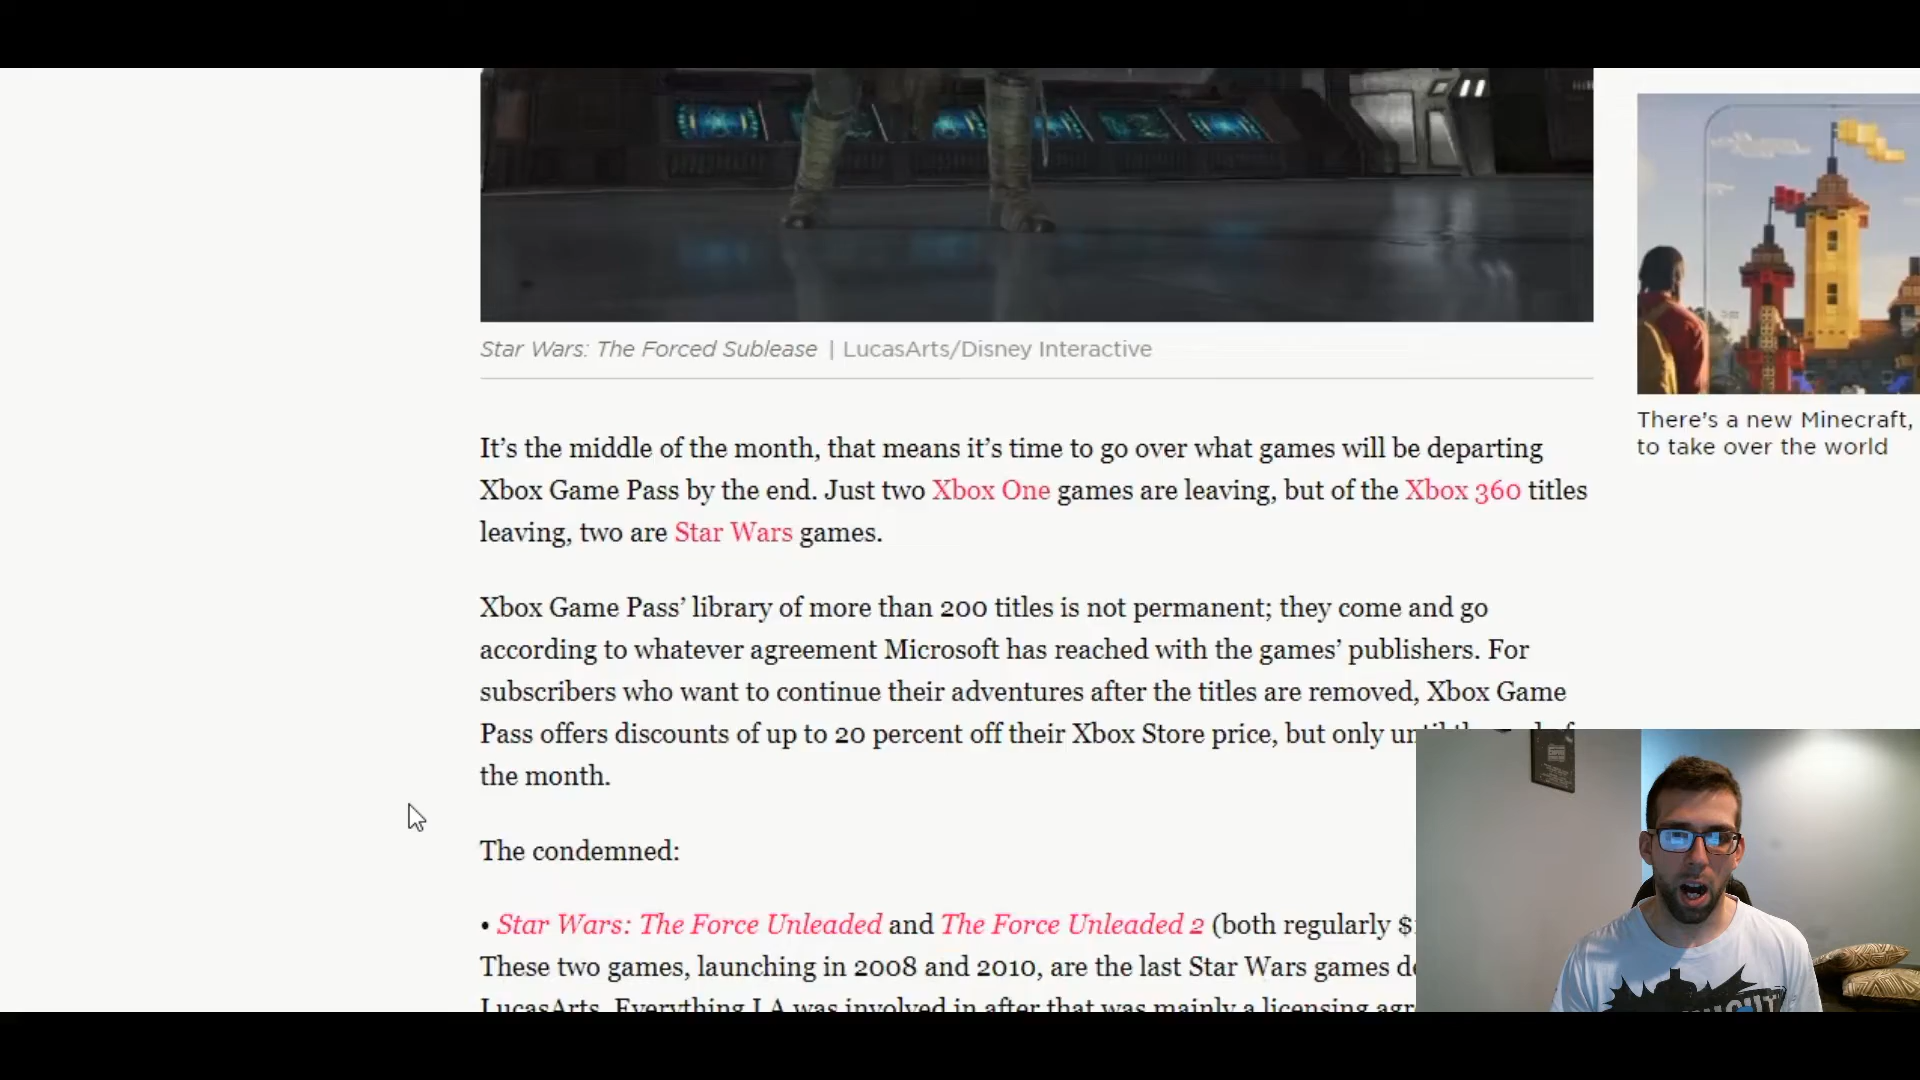 Star Wars: The Forced Sublease | LucasArts/Disney Interactive
It's the middle of the month, that means it's time to go over what games will be departing
Xbox Game Pass by the end. Just two Xbox One games are leaving, but of the Xbox 360 titles
leaving, two are Star Wars games.
Xbox Game Pass' library of more than 200 titles is not permanent; they come and go
according to whatever agreement Microsoft has reached with the games' publishers. For
subscribers who want to continue their adventures after the titles are removed, Xbox Game
Pass offers discounts of up to 20 percent off their Xbox Store price, but only until the end of
the month.
The condemned:
• Star Wars: The Force Unleaded and The Force Unleaded 2 (both regularly $
These two games, launching in 2008 and 2010, are the last Star Wars games
LucasArts. Everything LA was involved in after that was mainly a licensing
There's a new Minecraft,
to take over the world